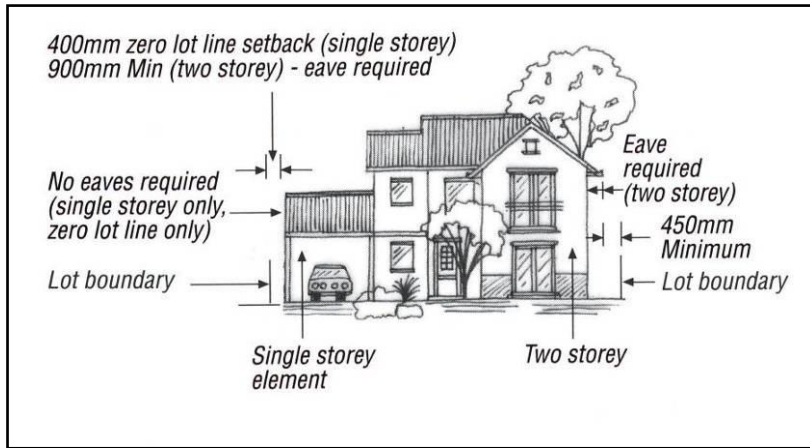 400mm zero lot line setback (single storey)
900mm Min (two storey) - eave required
No eaves required
(single storey only,
zero lot line only)
Lot boundary
Single storey
element
Two storey
Eave
required
(two storey)
450mm
Minimum
Lot boundary